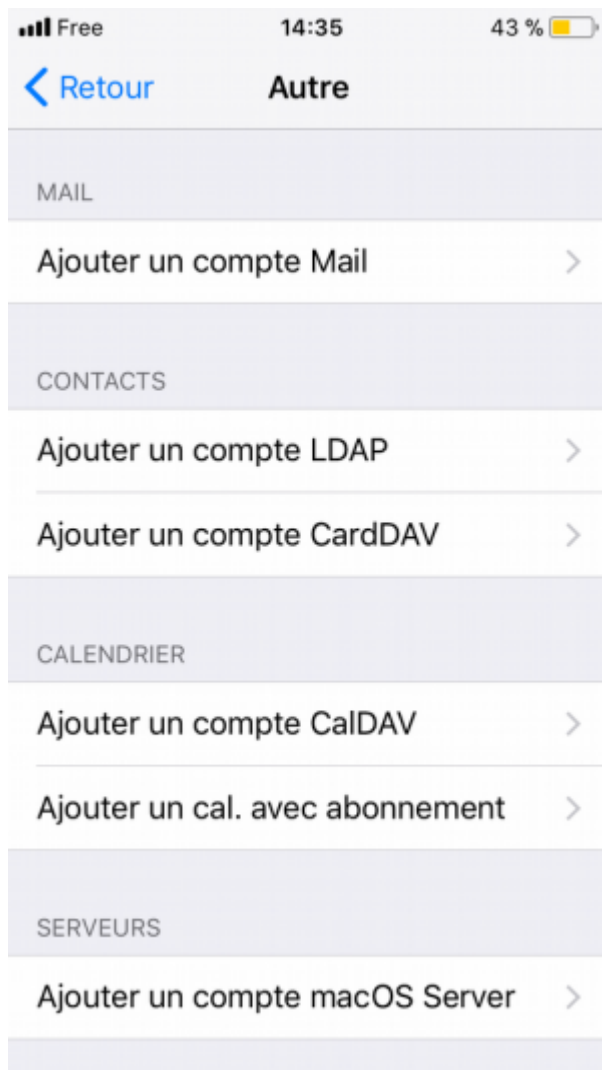 Free 14:35 43 %
Retour Autre
MAIL
Ajouter un compte Mail
CONTACTS
Ajouter un compte LDAP
Ajouter un compte CardDAV
CALENDRIER
Ajouter un compte CalDAV
Ajouter un cal. avec abonnement
SERVEURS
Ajouter un compte macOS Server